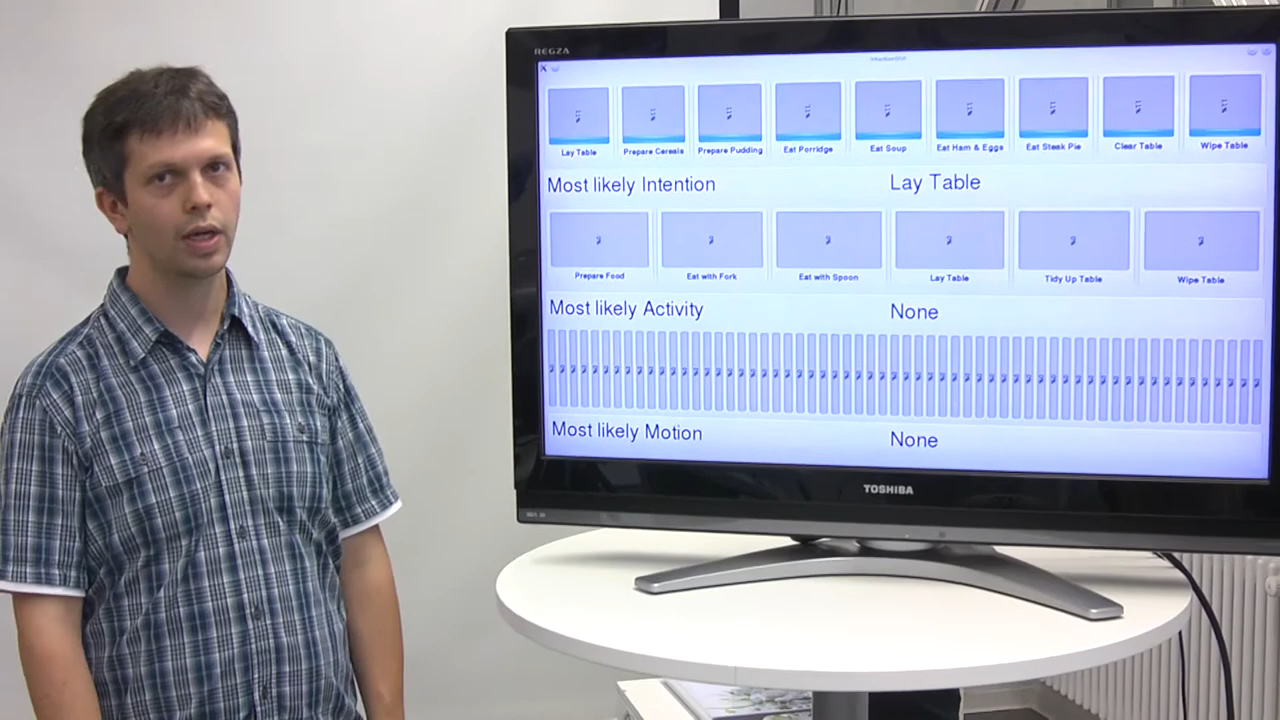 REGZA
Lay Table Prepare Cereals Prepare Pudding Eat Porridge Eat Soup Eat Ham & Eggs Eat Steak Pie Clear Table Wipe Table
Most likely Intention Lay Table
Prepare Food Eat with Fork Eat with Spoon Lay Table Tidy Up Table Wipe Table
Most likely Activity None
Most likely Motion None
TOSHIBA